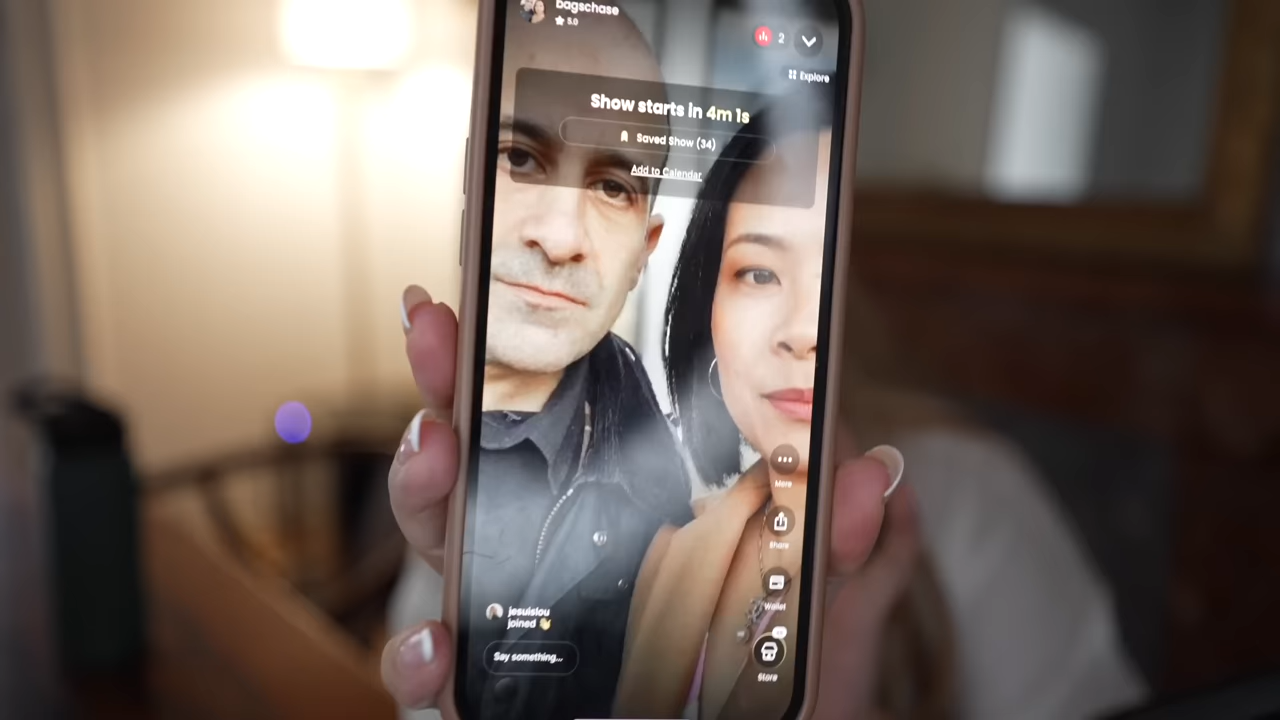 bagschase
5.0
2
Explore
Show starts in 4m 1s
Saved Show (34)
Add to Calendar
More
Share
Wallet
jesuislou
joined 👋
Say something...
Store